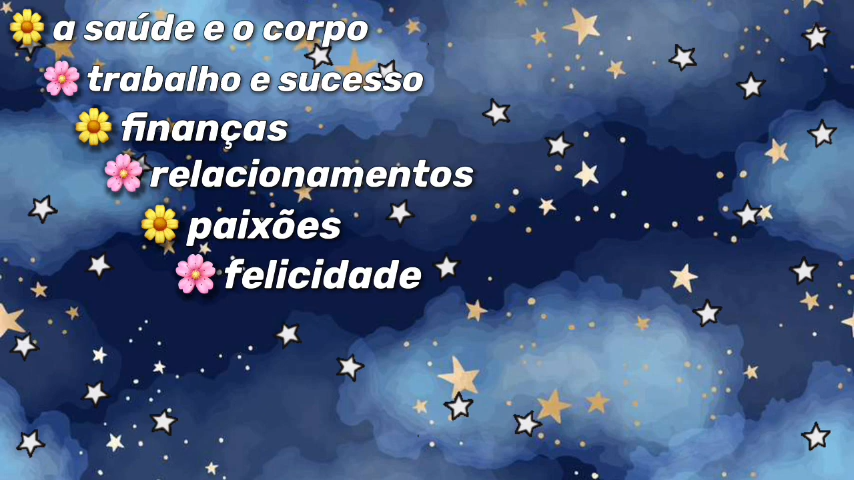 🌼 a saúde e o corpo
🌸 trabalho e sucesso
🌼 finanças
🌸 relacionamentos
🌼 paixões
🌸 felicidade